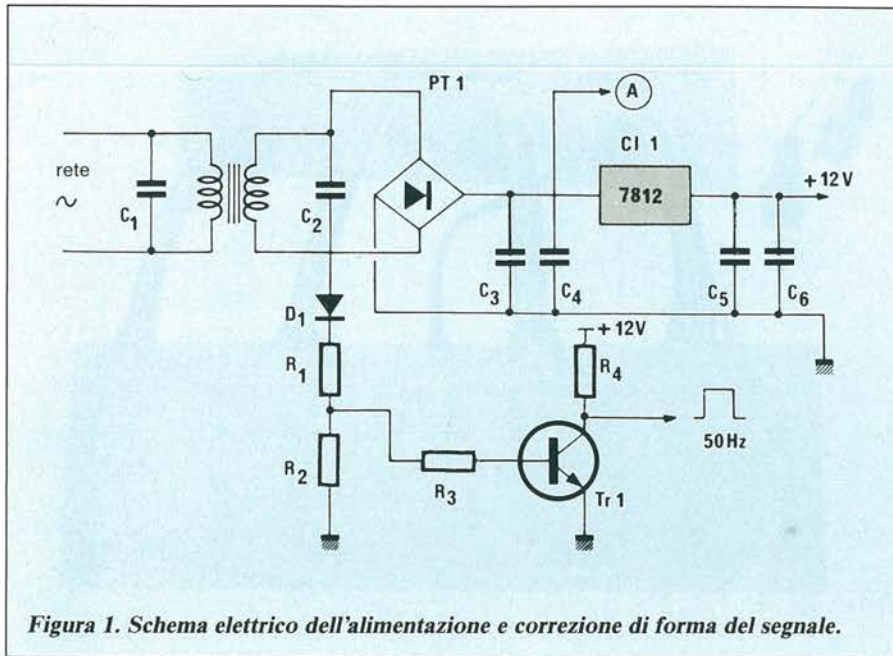 PT 1
A
CI 1
rete
~
C1
C2
7812
+12V
C3
C4
C5
C6
D1
+12V
R1
R4
50Hz
R2
R3
Tr 1
Figura 1. Schema elettrico dell'alimentazione e correzione di forma del segnale.